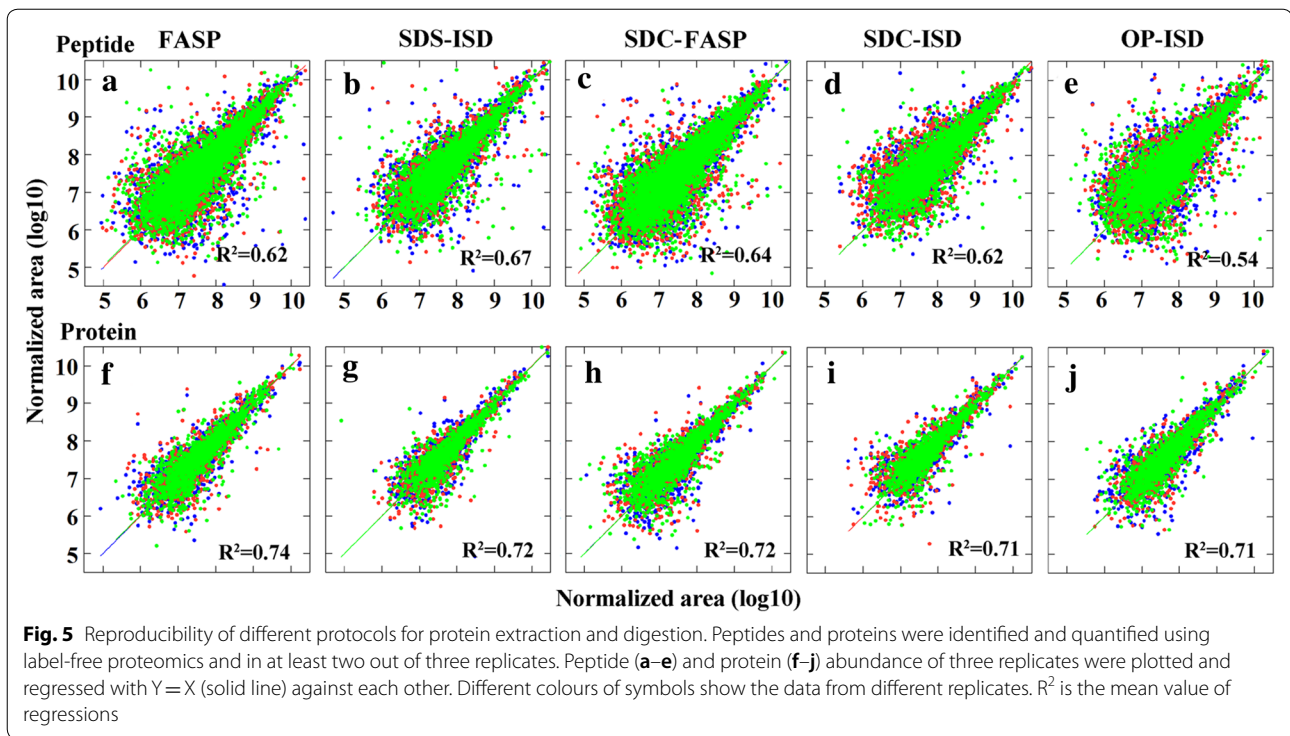 FASP SDS-ISD SDC-FASP SDC-ISD OP-ISD
Peptide
a b c d e
10
9
8
7
6
5
R²=0.62 R²=0.67 R²=0.64 R²=0.62 R²=0.54
5 6 7 8 9 10 5 6 7 8 9 10 5 6 7 8 9 10 5 6 7 8 9 10 5 6 7 8 9 10
Normalized area (log10)
Protein
f g h i j
10
9
8
7
6
5
R²=0.74 R²=0.72 R²=0.72 R²=0.71 R²=0.71
Normalized area (log10)
Fig. 5 Reproducibility of different protocols for protein extraction and digestion. Peptides and proteins were identified and quantified using
label-free proteomics and in at least two out of three replicates. Peptide (a–e) and protein (f–j) abundance of three replicates were plotted and
regressed with Y = X (solid line) against each other. Different colours of symbols show the data from different replicates. R² is the mean value of
regressions